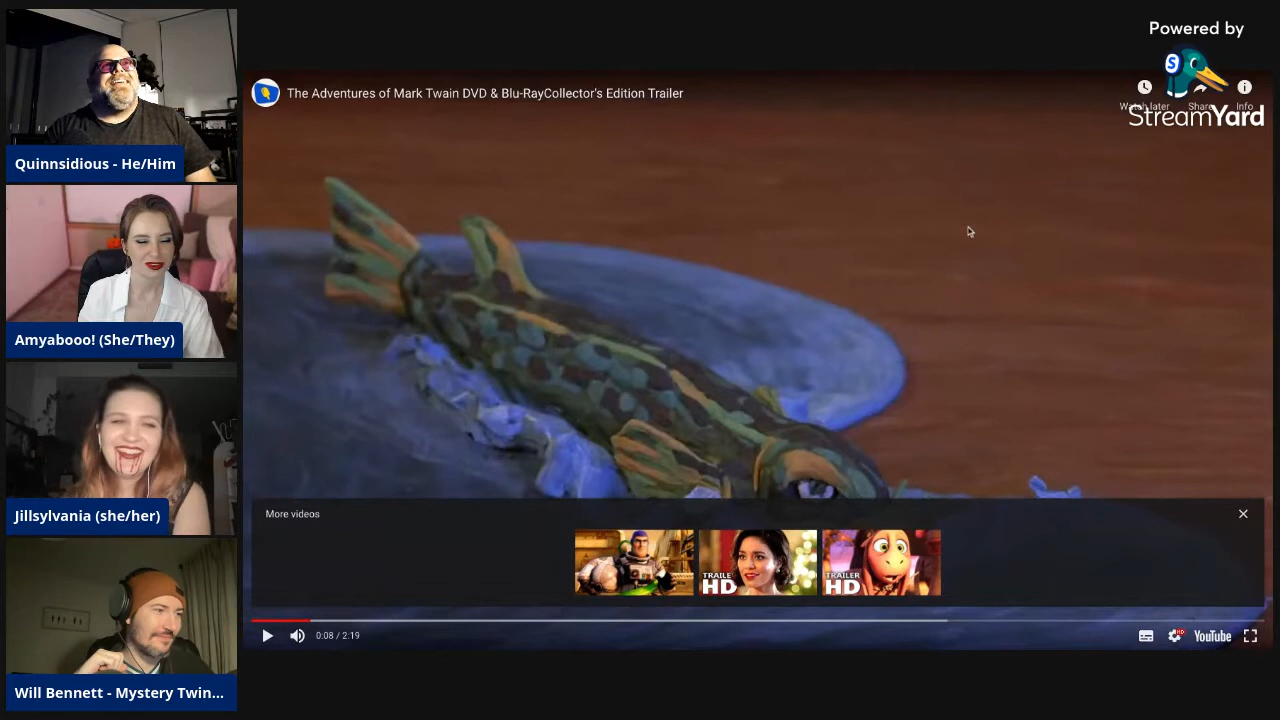 Powered by
StreamYard
The Adventures of Mark Twain DVD & Blu-RayCollector's Edition Trailer
Watch later
Share
Info
Quinnsidious - He/Him
Amyabooo! (She/They)
Jillsylvania (she/her)
Will Bennett - Mystery Twin...
More videos
TRAILER
HD
TRAILER
HD
0:08 / 2:19
HD
YouTube